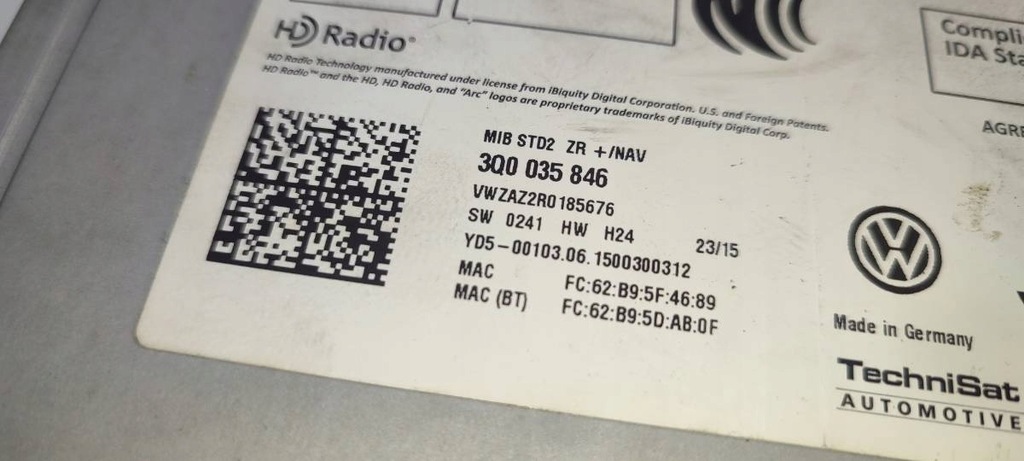 HD Radio®
HD Radio Technology manufactured under license from iBiquity Digital Corporation. U.S. and Foreign Patents.
HD Radio™ and the HD, HD Radio, and "Arc" logos are proprietary trademarks of iBiquity Digital Corp.
MIB STD2 ZR +/NAV
3Q0 035 846
VWZAZ2R0185676
SW 0241 HW H24 23/15
YD5-00103.06.1500300312
MAC FC:62:B9:5F:46:89
MAC (BT) FC:62:B9:5D:AB:0F
IDA
Made in Germany
TechniSat
AUTOMOTIVE